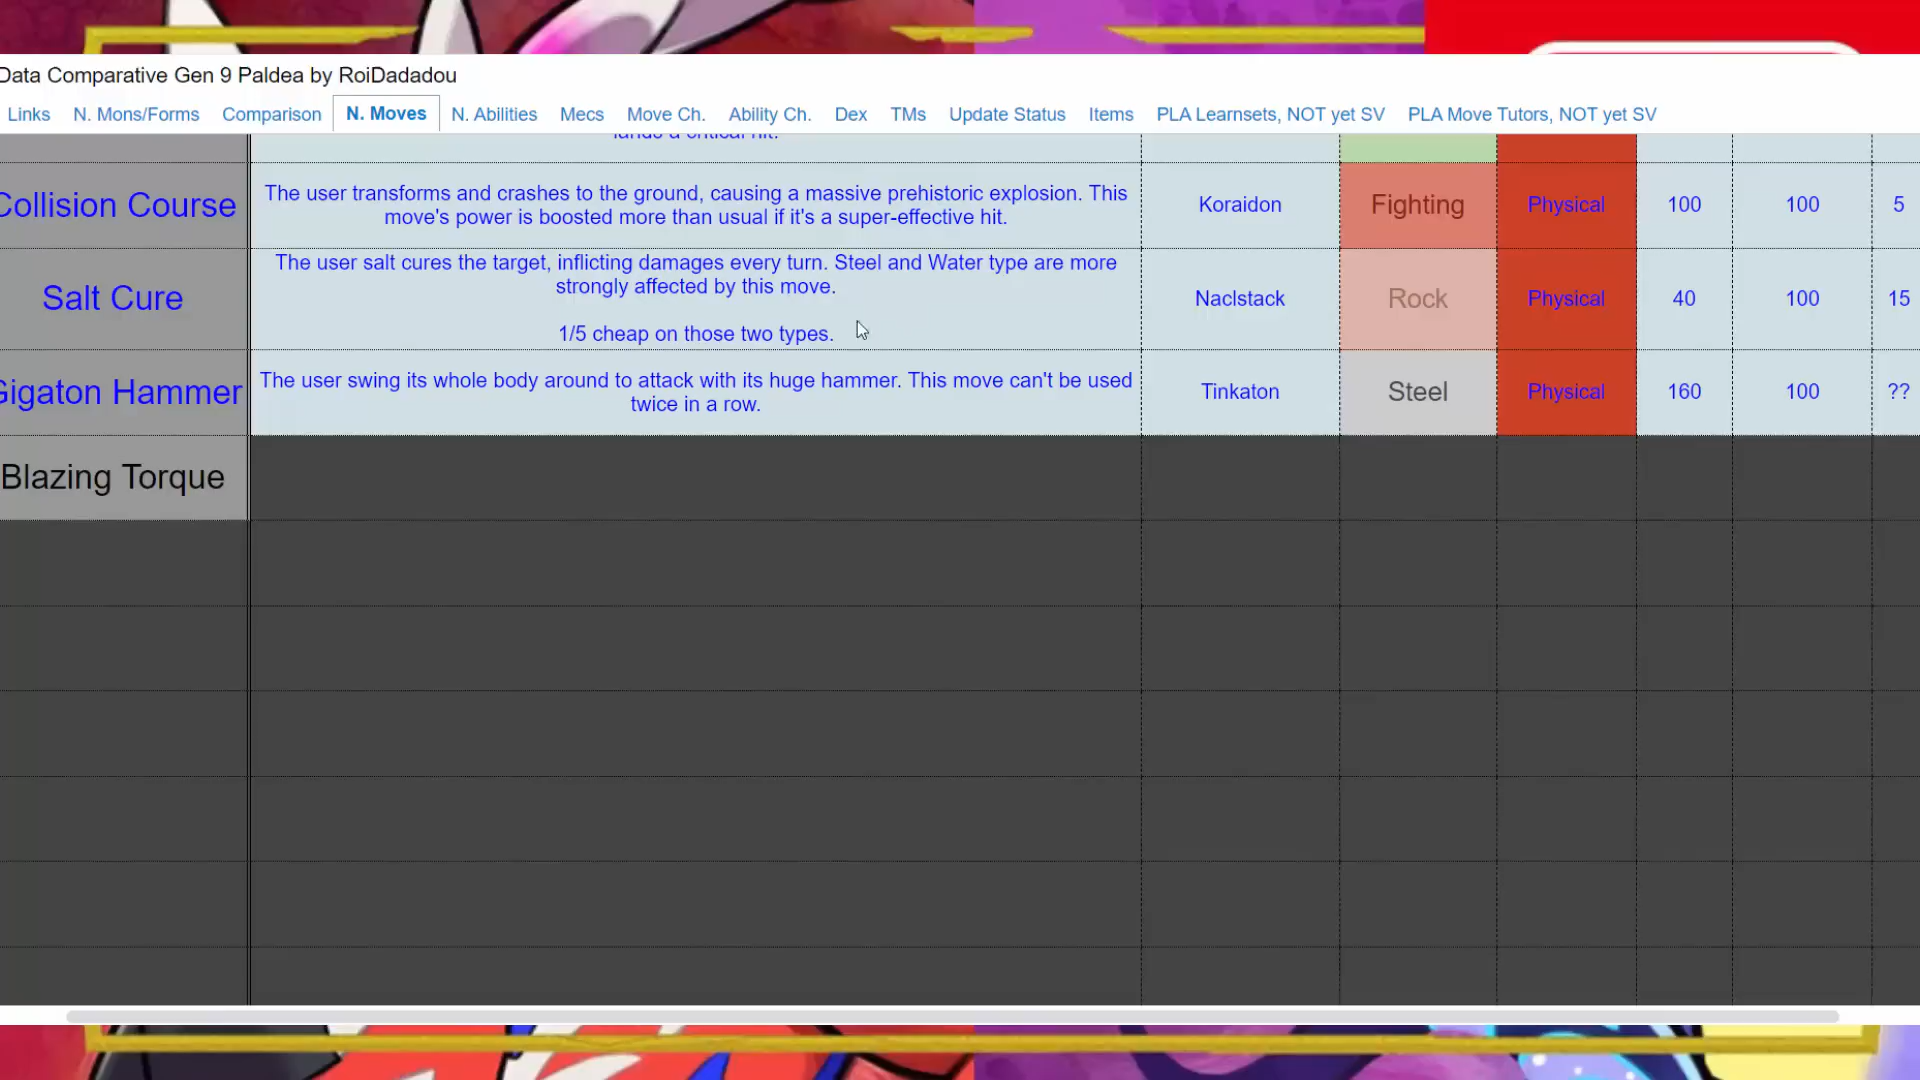 Data Comparative Gen 9 Paldea by RoiDadadou
Links N. Mons/Forms Comparison N. Moves N. Abilities Mecs Move Ch. Ability Ch. Dex TMs Update Status Items PLA Learnsets, NOT yet SV PLA Move Tutors, NOT yet SV
lands a critical hit.
Collision Course
The user transforms and crashes to the ground, causing a massive prehistoric explosion. This
move's power is boosted more than usual if it's a super-effective hit.
Koraidon Fighting Physical 100 100 5
Salt Cure
The user salt cures the target, inflicting damages every turn. Steel and Water type are more
strongly affected by this move.
1/5 cheap on those two types.
Naclstack Rock Physical 40 100 15
Gigaton Hammer
The user swing its whole body around to attack with its huge hammer. This move can't be used
twice in a row.
Tinkaton Steel Physical 160 100 ??
Blazing Torque